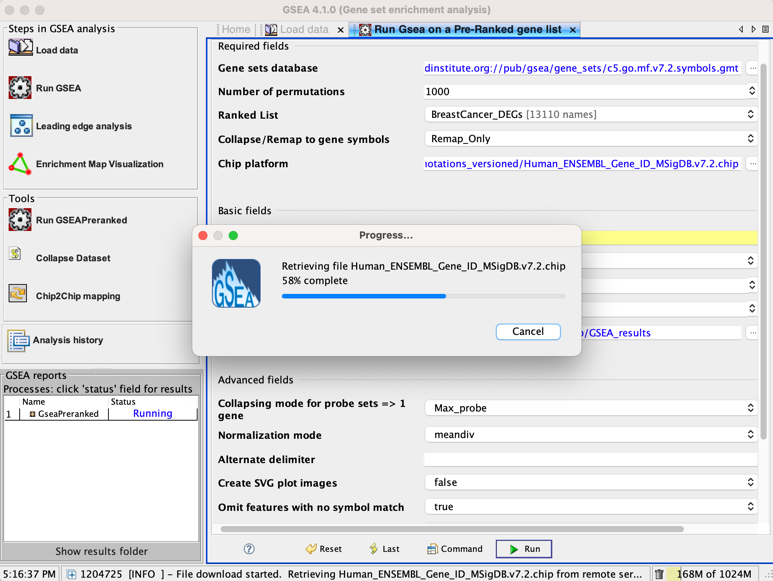 GSEA 4.1.0 (Gene set enrichment analysis)
Steps in GSEA analysis
Load data
Run GSEA
Leading edge analysis
Enrichment Map Visualization
Tools
Run GSEAPreranked
Collapse Dataset
Chip2Chip mapping
Analysis history
GSEA reports
Processes: click 'status' field for results
Name Status
1 GseaPreranked Running
Show results folder
Home Load data × Run Gsea on a Pre-Ranked gene list ×
Required fields
Gene sets database dinstitute.org://pub/gsea/gene_sets/c5.go.mf.v7.2.symbols.gmt ...
Number of permutations 1000
Ranked List BreastCancer_DEGs [13110 names]
Collapse/Remap to gene symbols Remap_Only
Chip platform notations_versioned/Human_ENSEMBL_Gene_ID_MSigDB.v7.2.chip ...
Basic fields
/GSEA_results ...
Progress...
GSEA
Retrieving file Human_ENSEMBL_Gene_ID_MSigDB.v7.2.chip
58% complete
Cancel
Advanced fields
Collapsing mode for probe sets => 1
gene
Max_probe
Normalization mode meandiv
Alternate delimiter
Create SVG plot images false
Omit features with no symbol match true
? Reset Last Command Run
5:16:37 PM 1204725 [INFO ] - File download started. Retrieving Human_ENSEMBL_Gene_ID_MSigDB.v7.2.chip from remote ser... 168M of 1024M